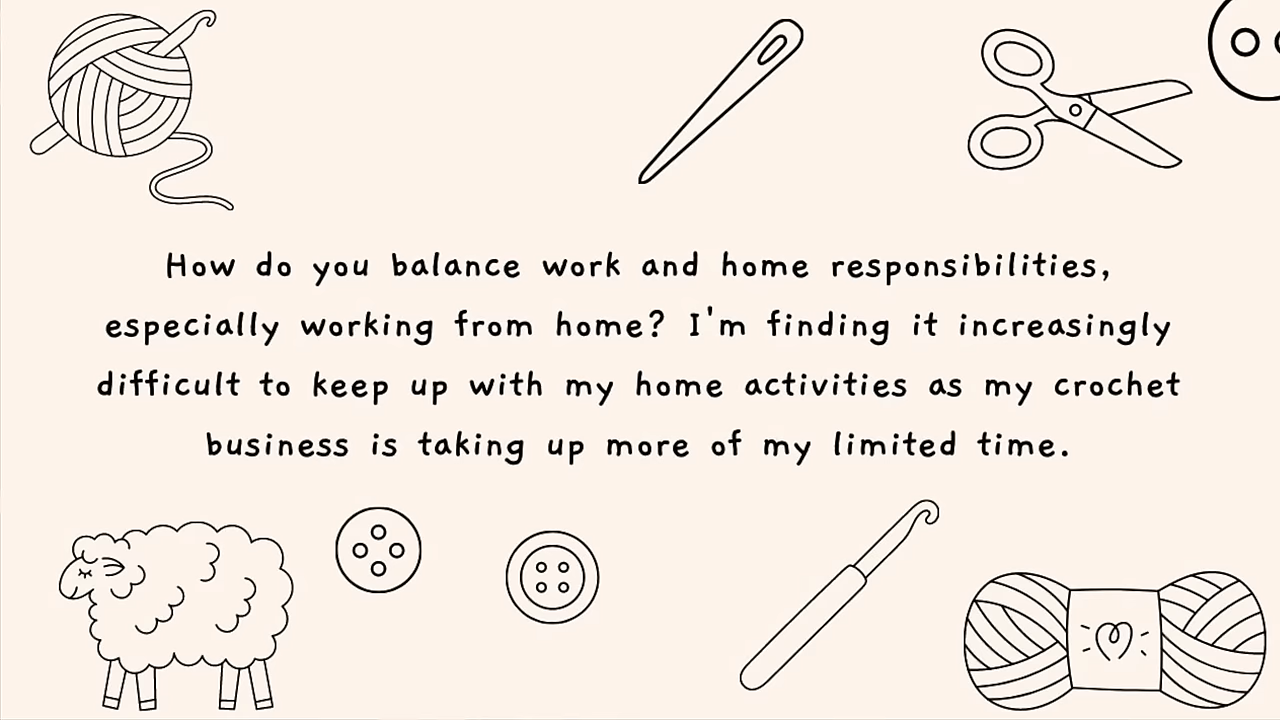 How do you balance work and home responsibilities,
especially working from home? I'm finding it increasingly
difficult to keep up with my home activities as my crochet
business is taking up more of my limited time.